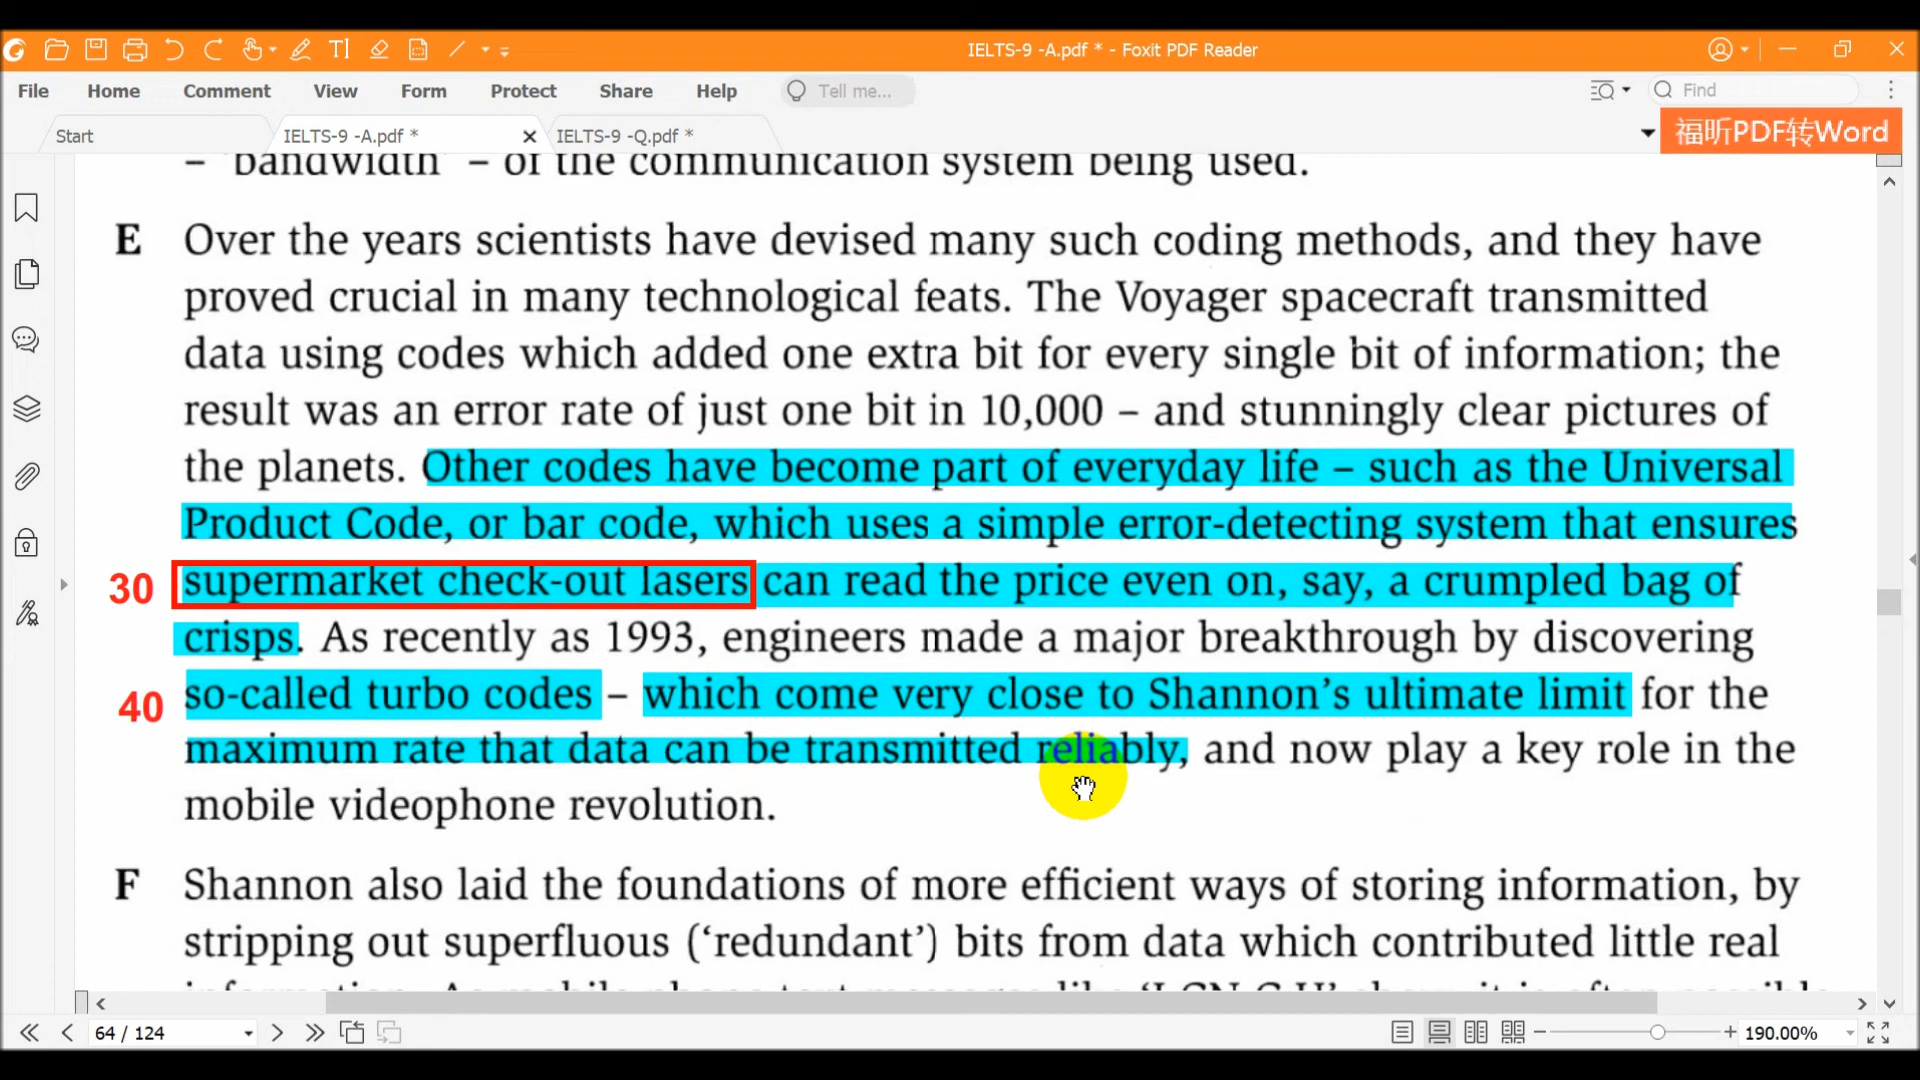 IELTS-9 -A.pdf * - Foxit PDF Reader
File Home Comment View Form Protect Share Help Tell me... Find
Start IELTS-9 -A.pdf * IELTS-9 -Q.pdf * 福昕PDF转Word
– 'bandwidth' – of the communication system being used.
E Over the years scientists have devised many such coding methods, and they have
proved crucial in many technological feats. The Voyager spacecraft transmitted
data using codes which added one extra bit for every single bit of information; the
result was an error rate of just one bit in 10,000 – and stunningly clear pictures of
the planets. Other codes have become part of everyday life – such as the Universal
Product Code, or bar code, which uses a simple error-detecting system that ensures
30 supermarket check-out lasers can read the price even on, say, a crumpled bag of
crisps. As recently as 1993, engineers made a major breakthrough by discovering
40 so-called turbo codes – which come very close to Shannon's ultimate limit for the
maximum rate that data can be transmitted reliably, and now play a key role in the
mobile videophone revolution.
F Shannon also laid the foundations of more efficient ways of storing information, by
stripping out superfluous ('redundant') bits from data which contributed little real
64 / 124 190.00%